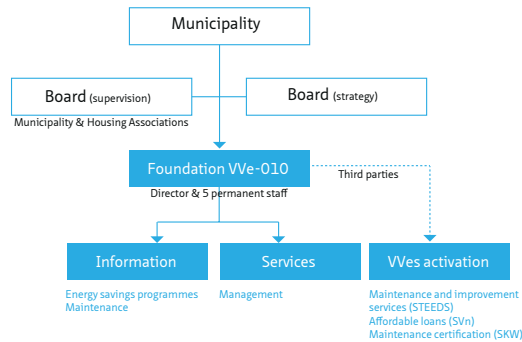 Municipality
Board (supervision)
Board (strategy)
Municipality & Housing Associations
Foundation VVe-010
Third parties
Director & 5 permanent staff
Information
Services
VVes activation
Energy savings programmes
Maintenance
Management
Maintenance and improvement
services (STEEDS)
Affordable loans (SVn)
Maintenance certification (SKW)